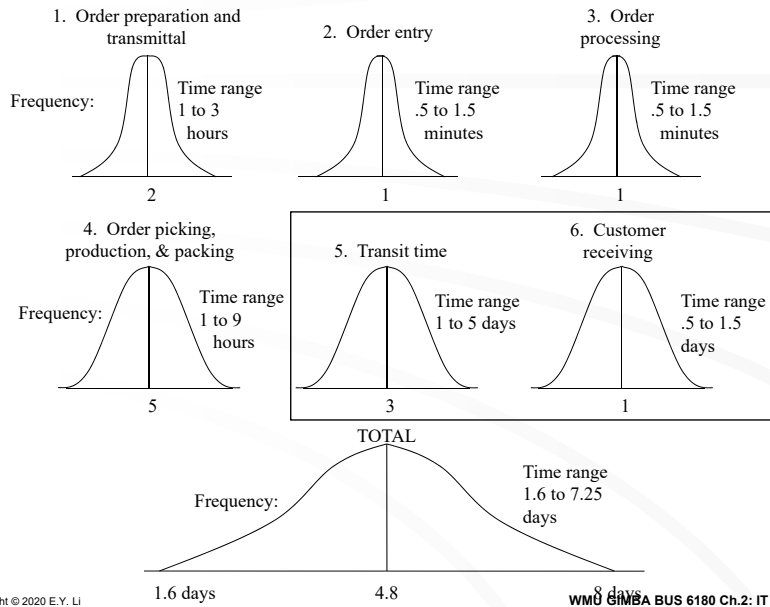 1. Order preparation and
transmittal
Frequency:
Time range
1 to 3
hours
2
2. Order entry
Time range
.5 to 1.5
minutes
1
3. Order
processing
Time range
.5 to 1.5
minutes
1
4. Order picking,
production, & packing
Frequency:
Time range
1 to 9
hours
5
5. Transit time
Time range
1 to 5 days
3
6. Customer
receiving
Time range
.5 to 1.5
days
1
TOTAL
Frequency:
Time range
1.6 to 7.25
days
1.6 days
4.8
8 days
ht © 2020 E.Y. Li
WMU GIMBA BUS 6180 Ch.2: IT